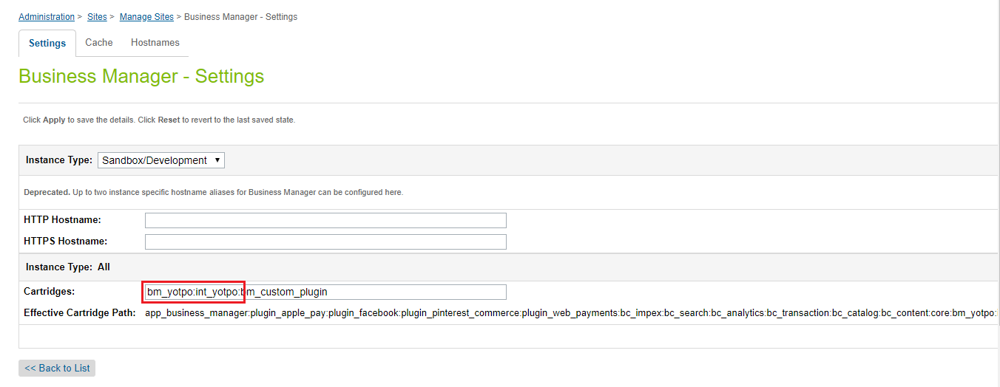 Administration > Sites > Manage Sites > Business Manager - Settings
Settings Cache Hostnames
Business Manager - Settings
Click Apply to save the details. Click Reset to revert to the last saved state.
Instance Type: Sandbox/Development
Deprecated. Up to two instance specific hostname aliases for Business Manager can be configured here.
HTTP Hostname:
HTTPS Hostname:
Instance Type: All
Cartridges: bm_yotpo:int_yotpo:bm_custom_plugin
Effective Cartridge Path: app_business_manager:plugin_apple_pay:plugin_facebook:plugin_pinterest_commerce:plugin_web_payments:bc_impex:bc_search:bc_analytics:bc_transaction:bc_catalog:bc_content:core:bm_yotpo:
<< Back to List